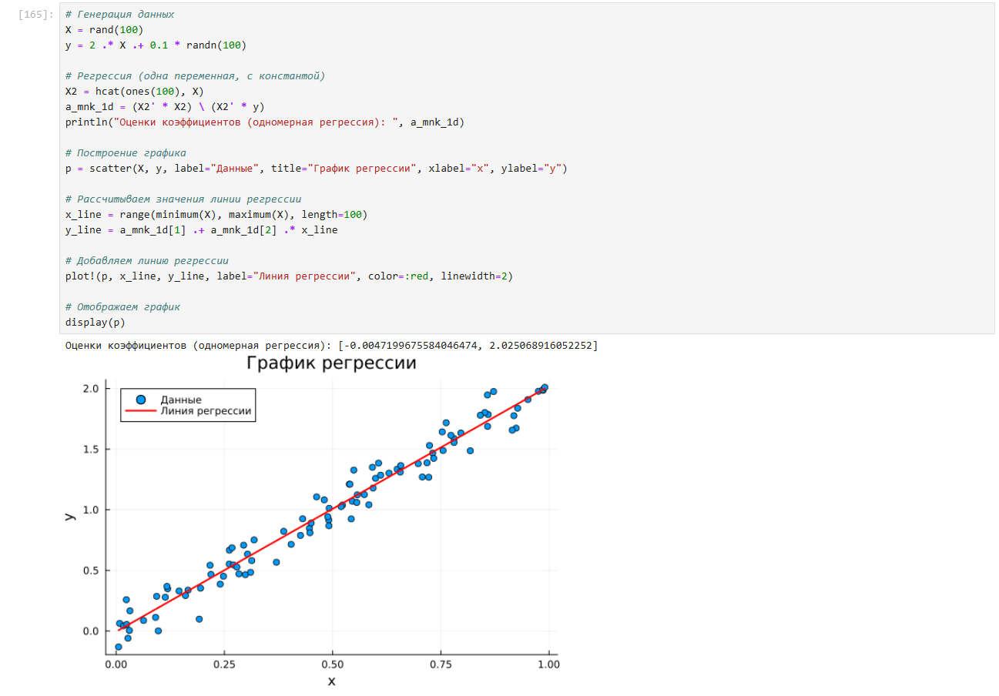 [165]:
# Генерация данных
X = rand(100)
y = 2 .* X .+ 0.1 * randn(100)
# Регрессия (одна переменная, с константой)
X2 = hcat(ones(100), X)
a_mnk_1d = (X2' * X2) \ (X2' * y)
println("Оценки коэффициентов (одномерная регрессия): ", a_mnk_1d)
# Построение графика
p = scatter(X, y, label="Данные", title="График регрессии", xlabel="x", ylabel="y")
# Рассчитываем значения линии регрессии
x_line = range(minimum(X), maximum(X), length=100)
y_line = a_mnk_1d[1] .+ a_mnk_1d[2] .* x_line
# Добавляем линию регрессии
plot!(p, x_line, y_line, label="Линия регрессии", color=:red, linewidth=2)
# Отображаем график
display(p)
Оценки коэффициентов (одномерная регрессия): [-0.0047199675584046474, 2.025068916052252]
График регрессии
Данные
Линия регрессии
2.0
1.5
1.0
0.5
0.0
y
0.00 0.25 0.50 0.75 1.00
x